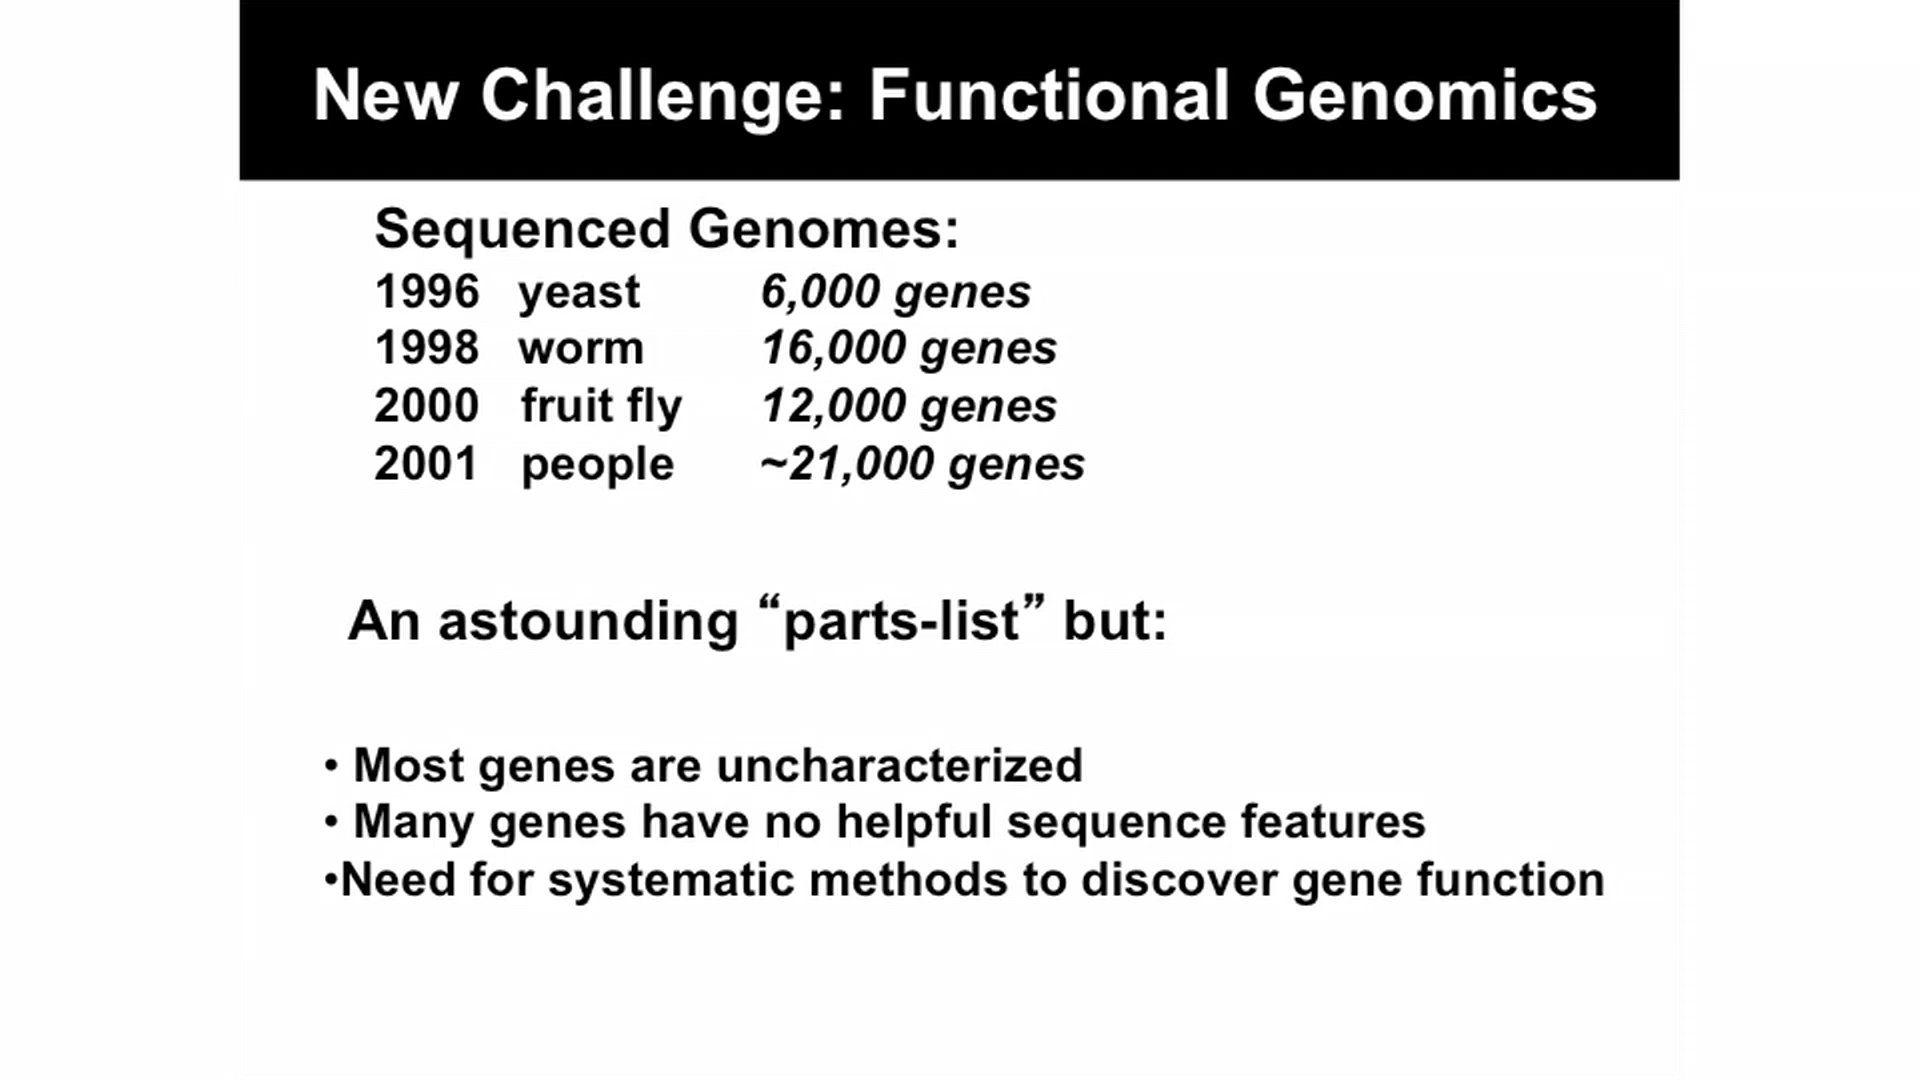 New Challenge: Functional Genomics
Sequenced Genomes:
1996 yeast 6,000 genes
1998 worm 16,000 genes
2000 fruit fly 12,000 genes
2001 people ~21,000 genes
An astounding “parts-list” but:
• Most genes are uncharacterized
• Many genes have no helpful sequence features
•Need for systematic methods to discover gene function